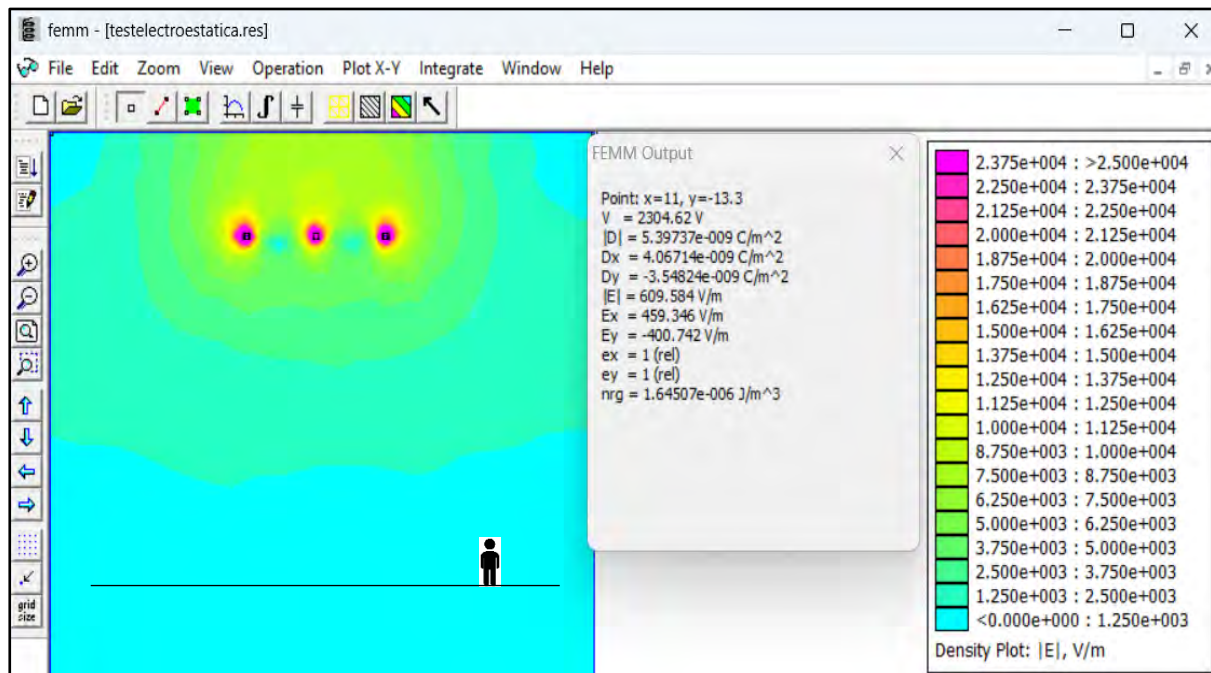 femm - [testelectroestatica.res]
File Edit Zoom View Operation Plot X-Y Integrate Window Help
grid
size
FEMM Output
Point: x=11, y=-13.3
V = 2304.62 V
|D| = 5.39737e-009 C/m^2
Dx = 4.06714e-009 C/m^2
Dy = -3.54824e-009 C/m^2
|E| = 609.584 V/m
Ex = 459.346 V/m
Ey = -400.742 V/m
ex = 1 (rel)
ey = 1 (rel)
nrg = 1.64507e-006 J/m^3
2.375e+004 : >2.500e+004
2.250e+004 : 2.375e+004
2.125e+004 : 2.250e+004
2.000e+004 : 2.125e+004
1.875e+004 : 2.000e+004
1.750e+004 : 1.875e+004
1.625e+004 : 1.750e+004
1.500e+004 : 1.625e+004
1.375e+004 : 1.500e+004
1.250e+004 : 1.375e+004
1.125e+004 : 1.250e+004
1.000e+004 : 1.125e+004
8.750e+003 : 1.000e+004
7.500e+003 : 8.750e+003
6.250e+003 : 7.500e+003
5.000e+003 : 6.250e+003
3.750e+003 : 5.000e+003
2.500e+003 : 3.750e+003
1.250e+003 : 2.500e+003
<0.000e+000 : 1.250e+003
Density Plot: |E|, V/m